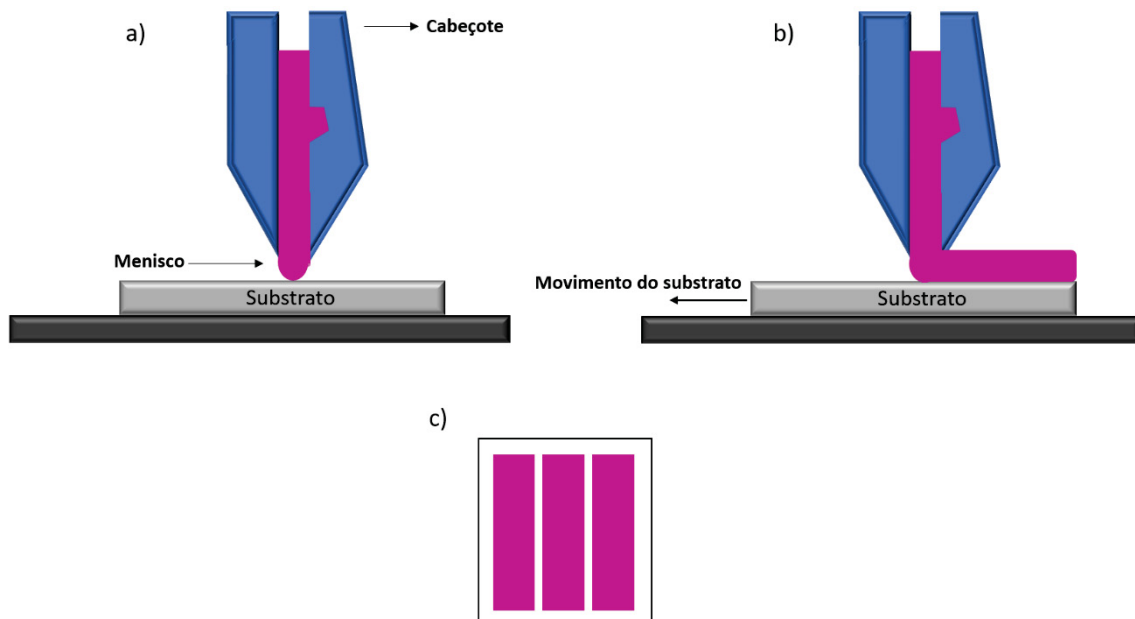 a)
Cabeçote
Menisco
Substrato
b)
Movimento do substrato
Substrato
c)